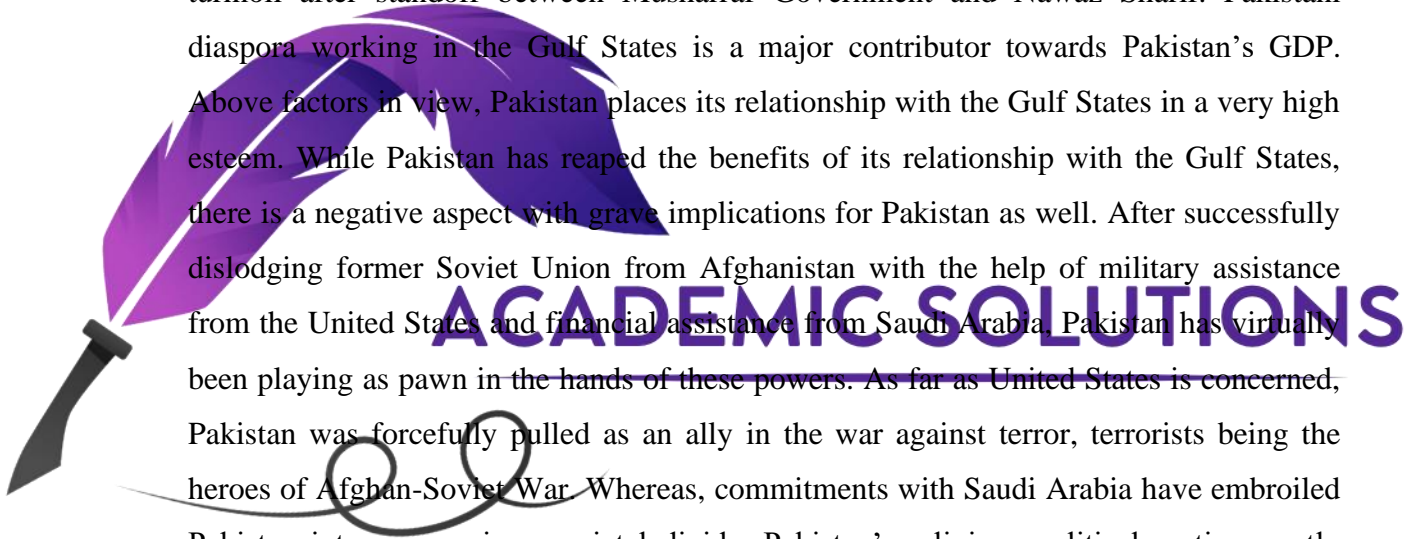 turmoil after standoff between Musharraf Government and Nawaz Sharif. Pakistani
diaspora working in the Gulf States is a major contributor towards Pakistan's GDP.
Above factors in view, Pakistan places its relationship with the Gulf States in a very high
esteem. While Pakistan has reaped the benefits of its relationship with the Gulf States,
there is a negative aspect with grave implications for Pakistan as well. After successfully
dislodging former Soviet Union from Afghanistan with the help of military assistance
ACADEMIC SOLUTIONS
from the United States and financial assistance from Saudi Arabia, Pakistan has virtually
been playing as pawn in the hands of these powers. As far as United States is concerned,
Pakistan was forcefully pulled as an ally in the war against terror, terrorists being the
heroes of Afghan-Soviet War. Whereas, commitments with Saudi Arabia have embroiled